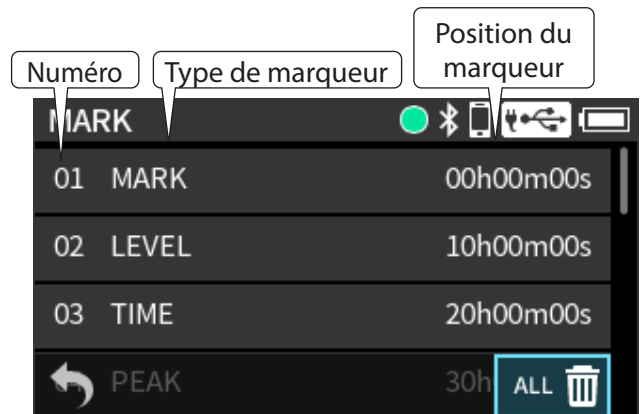 Position du
marqueur
Numéro
Type de marqueur
MARK
01 MARK 00h00m00s
02 LEVEL 10h00m00s
03 TIME 20h00m00s
PEAK 30h
ALL